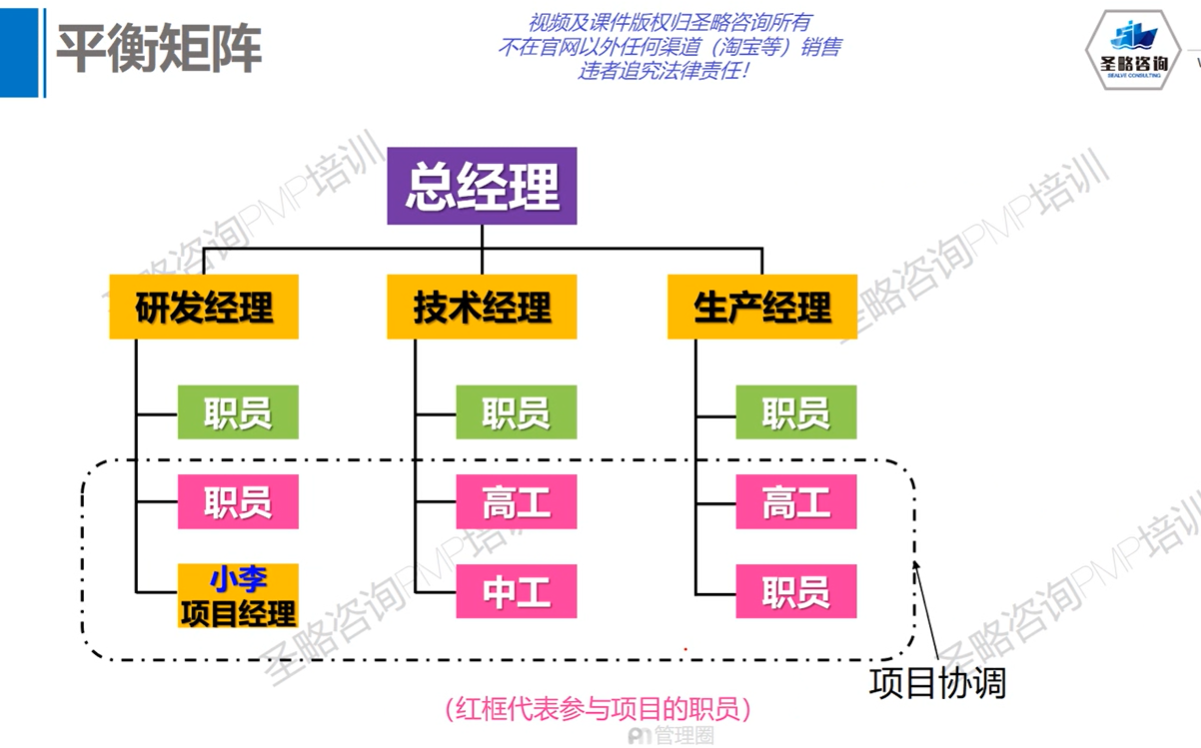 平衡矩阵
视频及课件版权归圣略咨询所有
不在官网以外任何渠道（淘宝等）销售
违者追究法律责任！
圣略咨询
总经理
圣略咨询PMP培训
圣略咨询PMP培训
研发经理
技术经理
生产经理
职员
职员
职员
职员
高工
高工
小李
项目经理
中工
职员
圣略咨询PMP培训
圣略咨询PMP培训
项目协调
（红框代表参与项目的职员）
管理圈